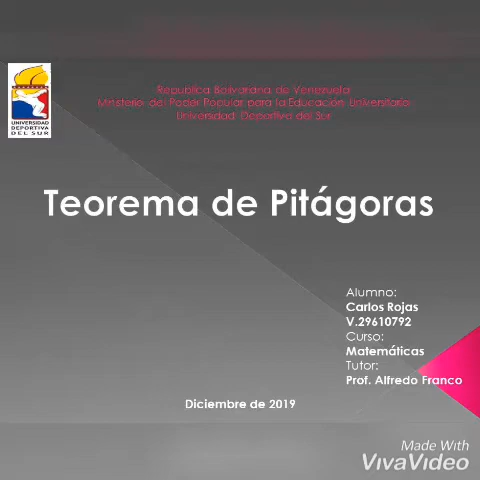 Republica Bolivariana de Venezuela
Ministerio del Poder Popular para la Educación Universitaria
Universidad Deportiva del Sur
UNIVERSIDAD
DEPORTIVA
DEL SUR
Teorema de Pitágoras
Alumno:
Carlos Rojas
V.29610792
Curso:
Matemáticas
Tutor:
Prof. Alfredo Franco
Diciembre de 2019
Made With
VivaVideo